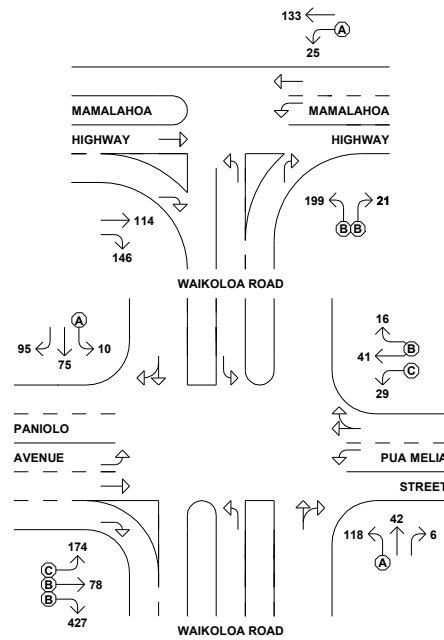 133
A
25
MAMALAHOA MAMALAHOA
HIGHWAY HIGHWAY
114
146
199 21
B B
WAIKOLOA ROAD
A
95 10
75
16
B
41
C
29
PANIOLO
AVENUE
PUA MELIA
STREET
174
C
B 78
B
427
42
118 6
A
WAIKOLOA ROAD